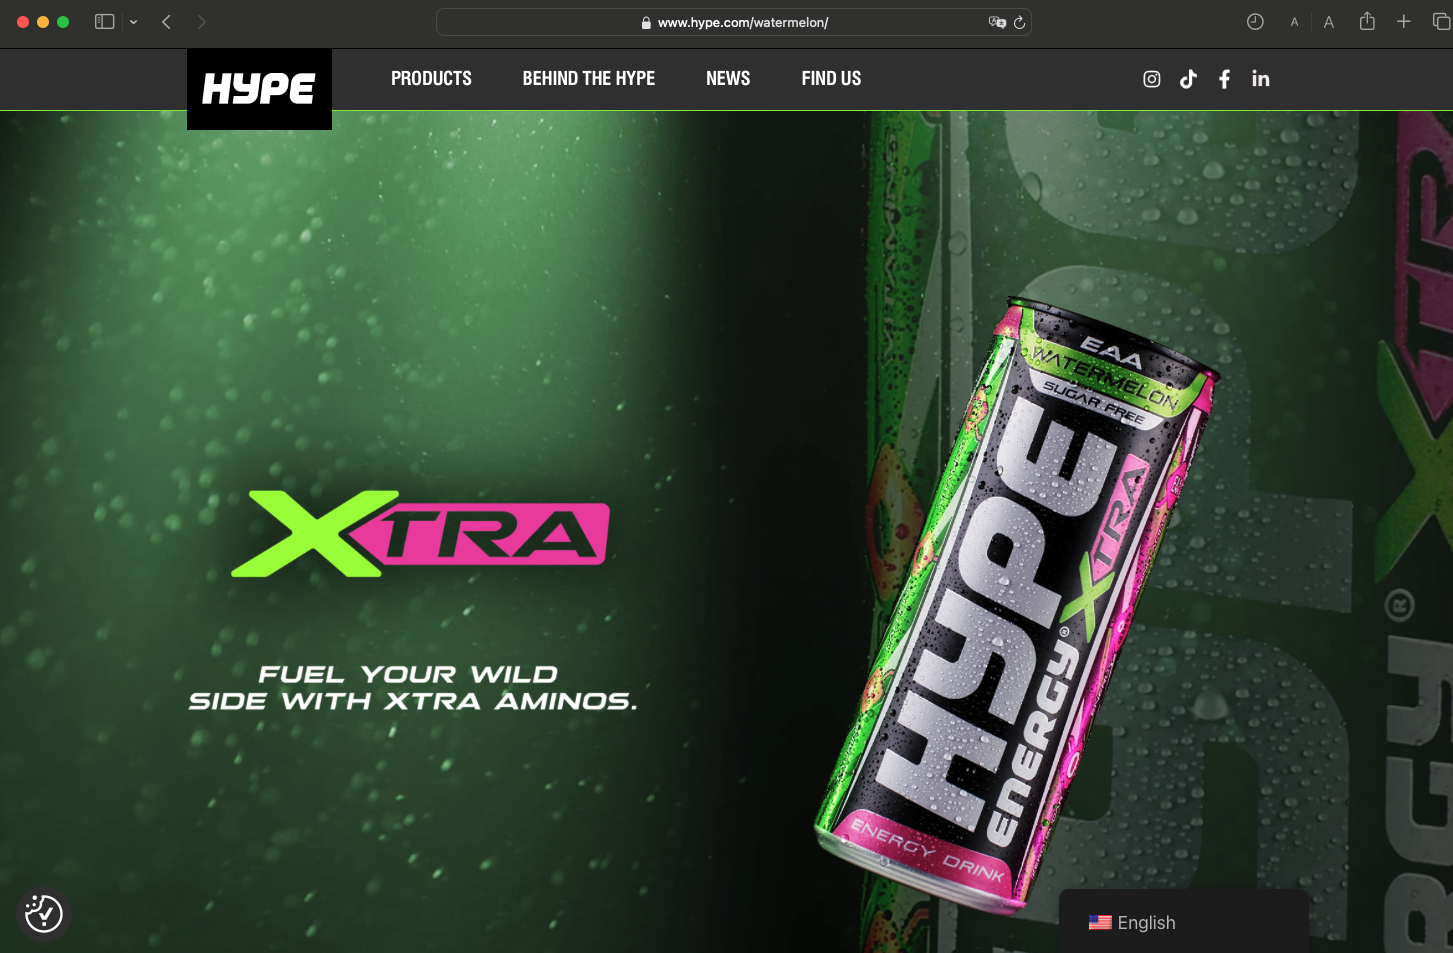 www.hype.com/watermelon/
A A
HYPE
PRODUCTS
BEHIND THE HYPE
NEWS
FIND US
XTRA
FUEL YOUR WILD
SIDE WITH XTRA AMINOS.
EAA
WATERMELON
SUGAR FREE
HYPE
ENERGY® XTRA
ENERGY DRINK
English